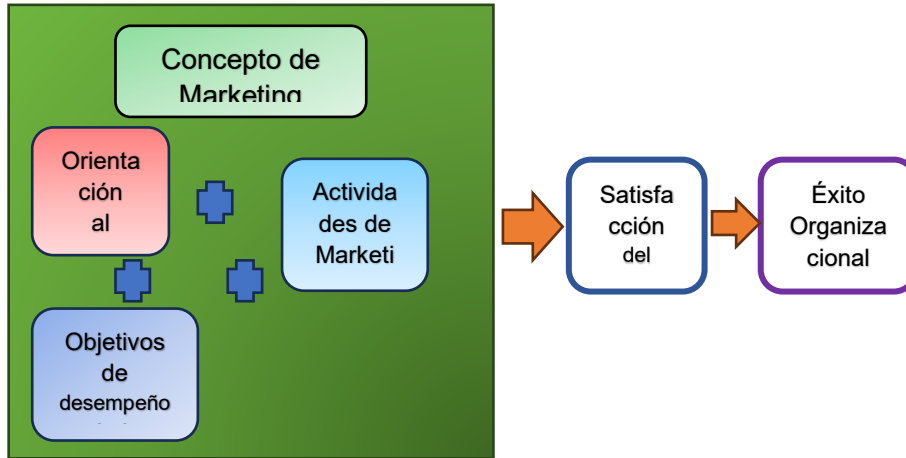 Concepto de
Marketing
Orienta
ción
al
Activida
des de
Marketi
Objetivos
de
desempeño
Satisfa
cción
del
Éxito
Organiza
cional